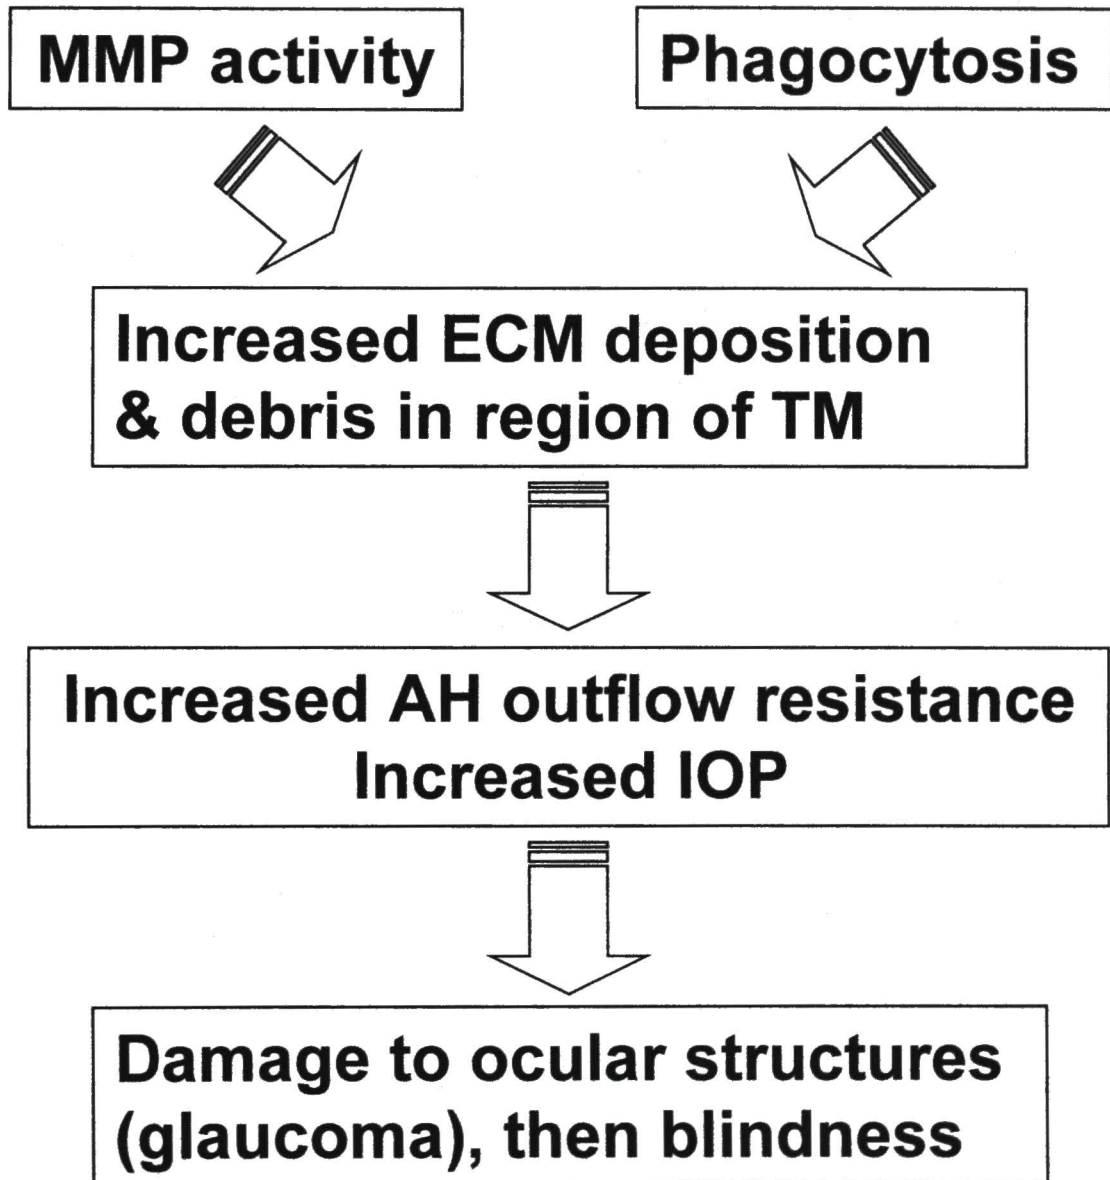 MMP activity
Phagocytosis
Increased ECM deposition
& debris in region of TM
Increased AH outflow resistance
Increased IOP
Damage to ocular structures
(glaucoma), then blindness